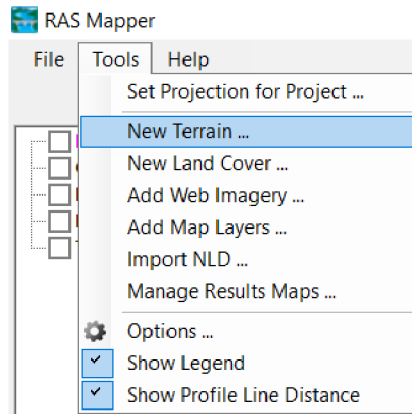 RAS Mapper
File Tools Help
Set Projection for Project ...
New Terrain ...
New Land Cover ...
Add Web Imagery ...
Add Map Layers ...
Import NLD ...
Manage Results Maps ...
Options ...
Show Legend
Show Profile Line Distance